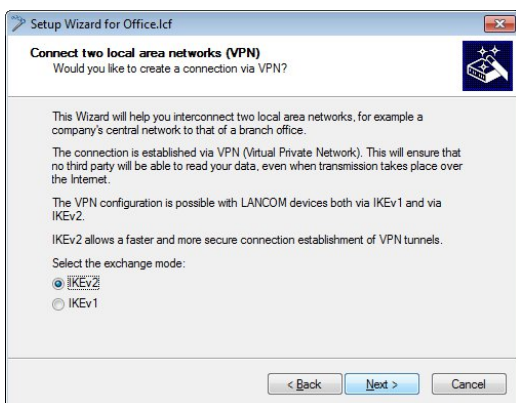 Setup Wizard for Office.lcf
Connect two local area networks (VPN)
Would you like to create a connection via VPN?
This Wizard will help you interconnect two local area networks, for example a
company's central network to that of a branch office.
The connection is established via VPN (Virtual Private Network). This will ensure that
no third party will be able to read your data, even when transmission takes place over
the Internet.
The VPN configuration is possible with LANCOM devices both via IKEv1 and via
IKEv2.
IKEv2 allows a faster and more secure connection establishment of VPN tunnels.
Select the exchange mode:
IKEv2
IKEv1
< Back Next > Cancel